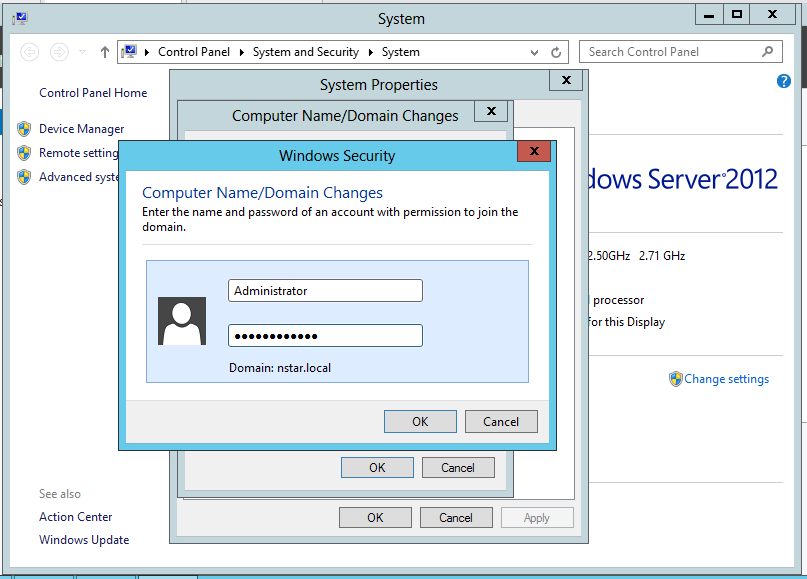 System
Control Panel
System and Security
System
Search Control Panel
Control Panel Home
System Properties
Computer Name/Domain Changes
Device Manager
Remote setting
Advanced syste
Windows Security
Computer Name/Domain Changes
Enter the name and password of an account with permission to join the
domain.
Administrator
Domain: nstar.local
OK
Cancel
dows Server 2012
2.50GHz 2.71 GHz
processor
for this Display
Change settings
OK
Cancel
OK
Cancel
Apply
See also
Action Center
Windows Update